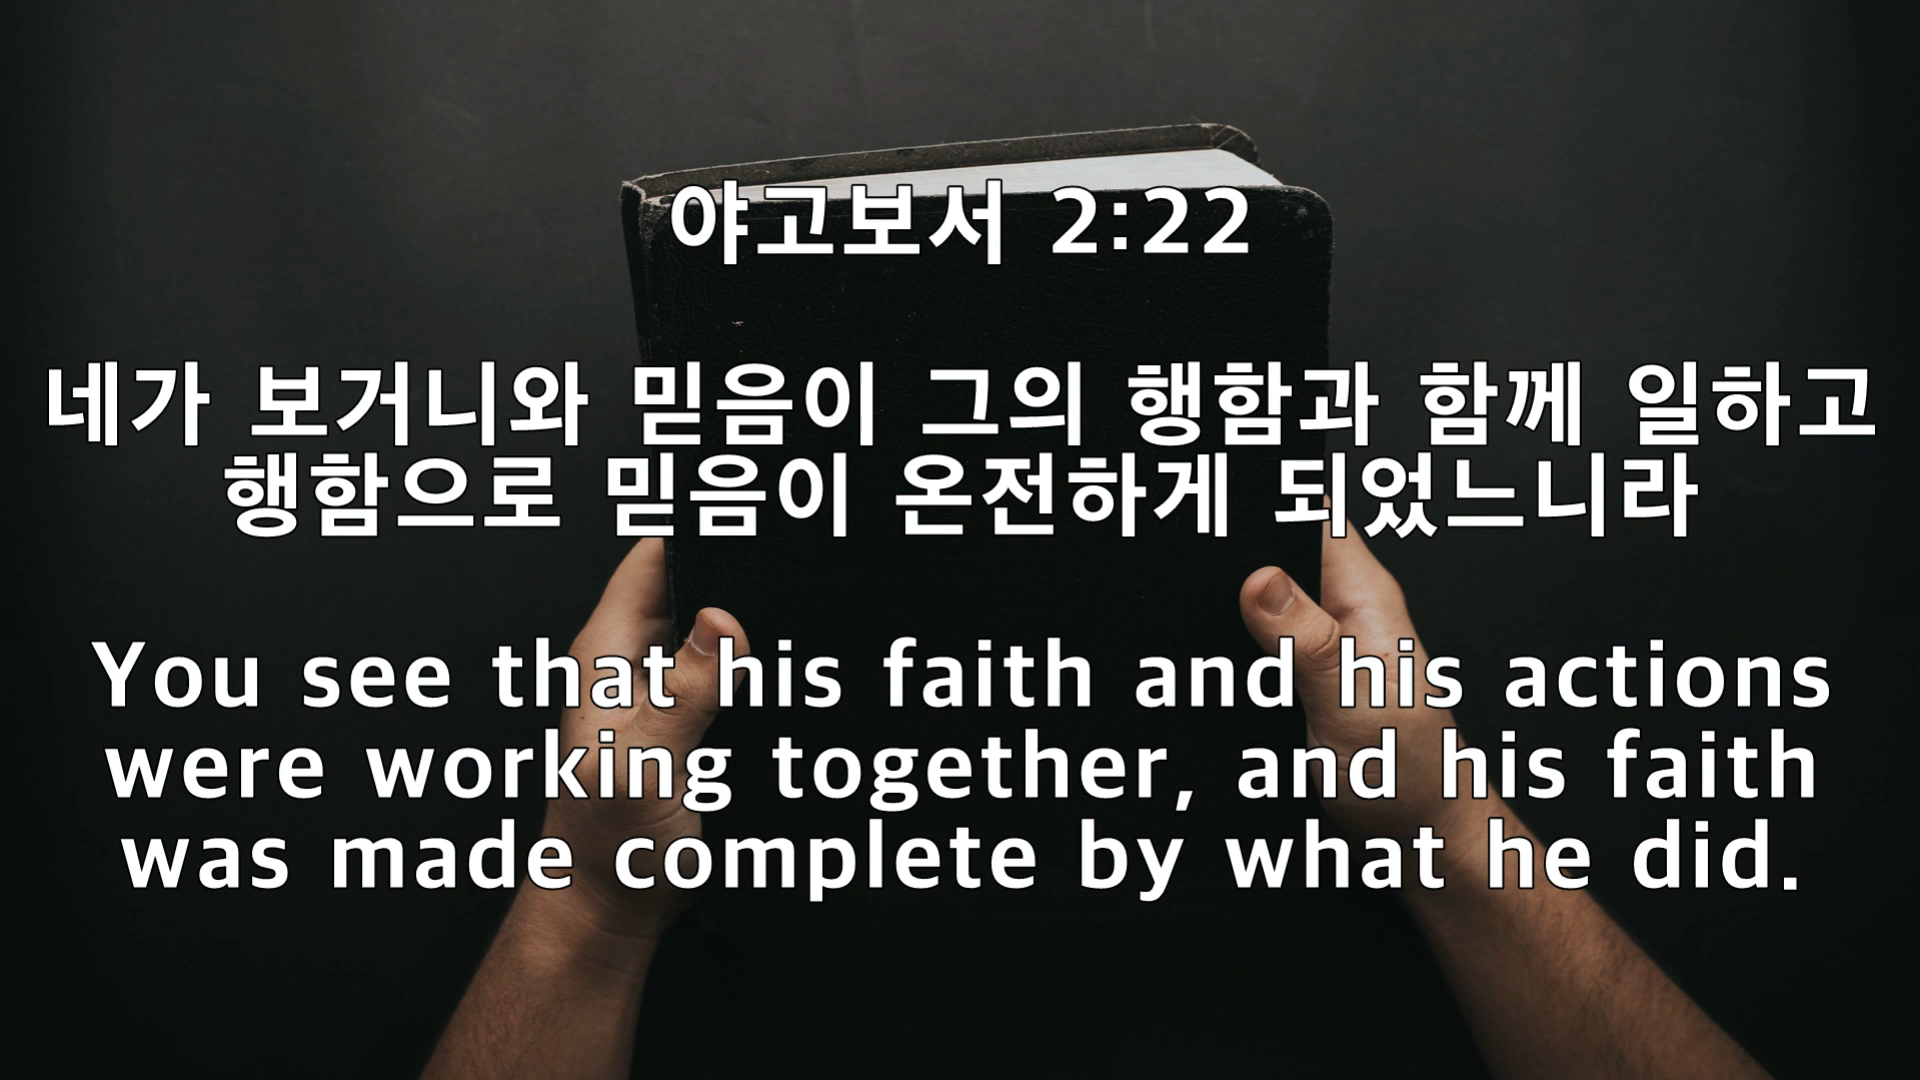 야고보서 2:22
네가 보거니와 믿음이 그의 행함과 함께 일하고
행함으로 믿음이 온전하게 되었느니라
You see that his faith and his actions
were working together, and his faith
was made complete by what he did.